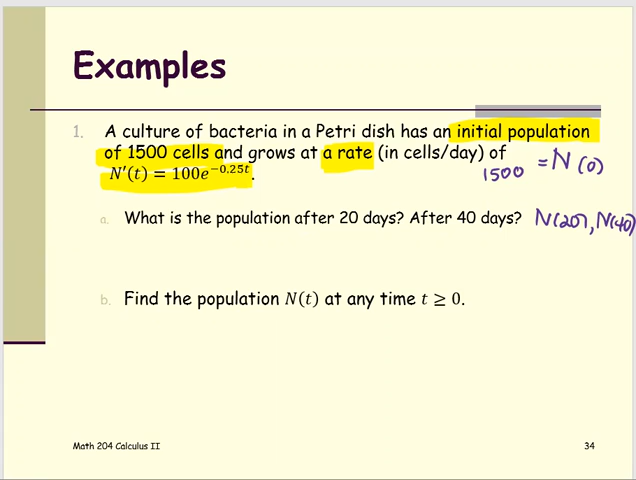 Examples
1. A culture of bacteria in a Petri dish has an initial population
of 1500 cells and grows at a rate (in cells/day) of
N′(t) = 100e^{−0.25t}.
1500 = N(0)
a. What is the population after 20 days? After 40 days? N(20), N(40)
b. Find the population N(t) at any time t ≥ 0.
Math 204 Calculus II 34